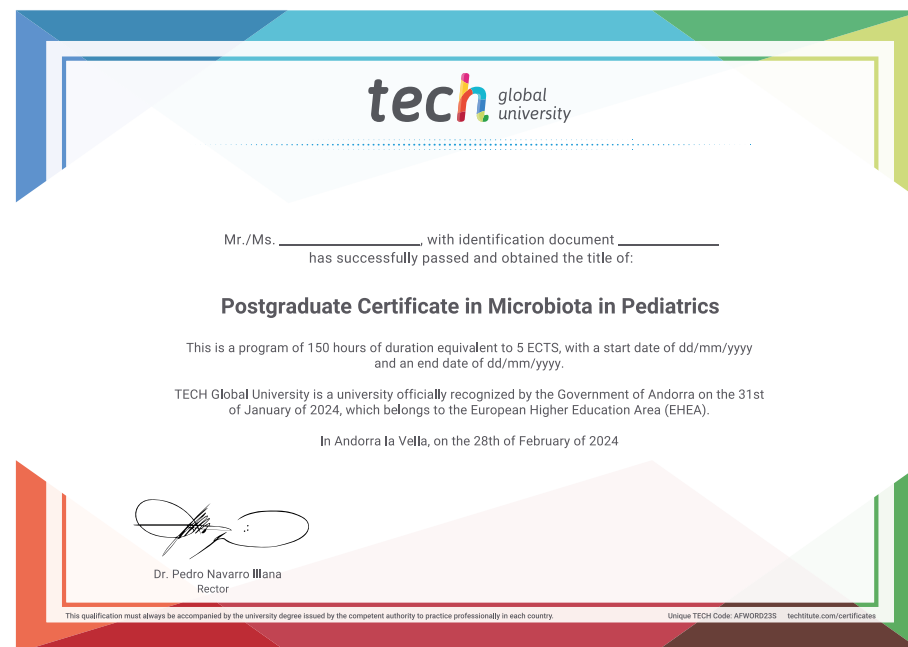 tech global
university
Mr./Ms. ____________________, with identification document ______________
has successfully passed and obtained the title of:
Postgraduate Certificate in Microbiota in Pediatrics
This is a program of 150 hours of duration equivalent to 5 ECTS, with a start date of dd/mm/yyyy
and an end date of dd/mm/yyyy.
TECH Global University is a university officially recognized by the Government of Andorra on the 31st
of January of 2024, which belongs to the European Higher Education Area (EHEA).
In Andorra la Vella, on the 28th of February of 2024
Dr. Pedro Navarro Illana
Rector
This qualification must always be accompanied by the university degree issued by the competent authority to practice professionally in each country.
Unique TECH Code: AFWORD23S techtitute.com/certificates